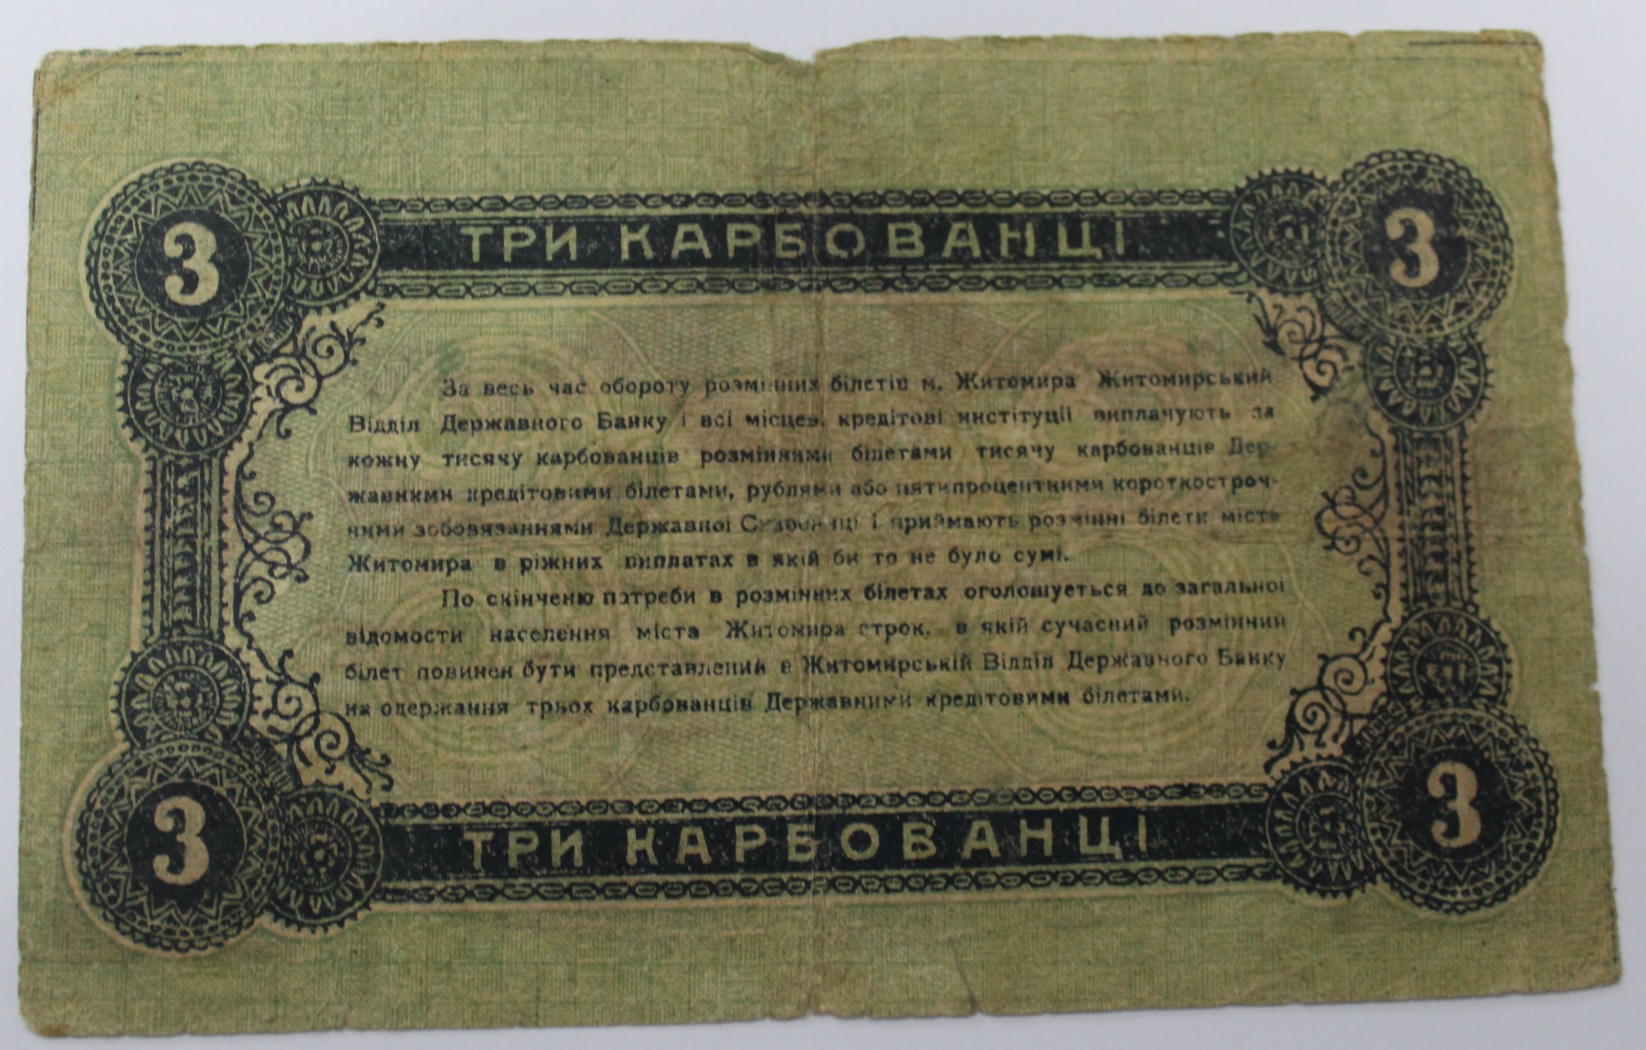 3 ТРИ КАРБОВАНЦІ 3
За весь час обороту розмінних білетів м. Житомира Житомирський
Відділ Державного Банку і всі місцеві кредітові инстітуції виплачують за
кожну тисячу карбованців розмінними білетами тисячу карбованців Дер-
жавними кредітовими білетами, рублями або пятипроцентними короткостроч-
ними зобовязаннями Державної і приймають розмінні білети міста
Житомира в ріжних виплатах в якій би то не було сумі.
По скінченю потреби в розмінних білетах оголошується до загальної
відомости населення міста Житомира строк, в якій сучасний розмінний
білет повинен бути представлений в Житомирській Відділ Державного Банку
на одержання трьох карбованців Державними кредітовими білетами.
3 ТРИ КАРБОВАНЦІ 3